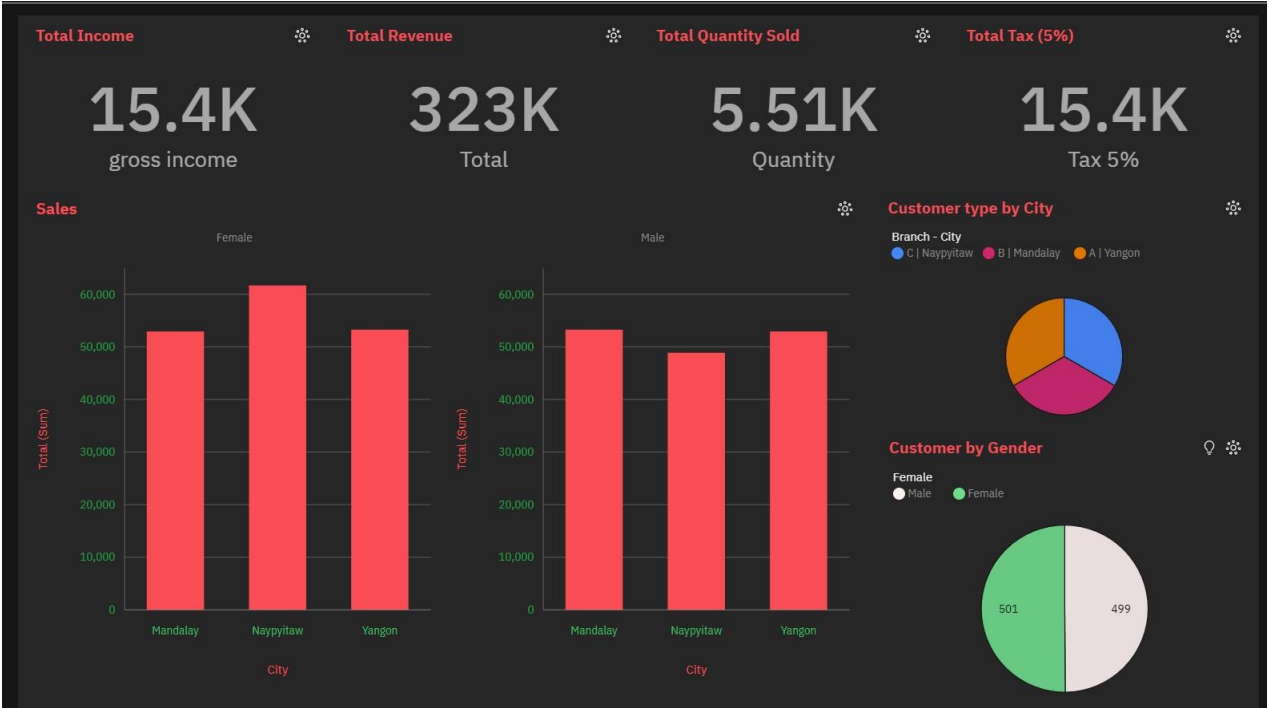 Total Income
Total Revenue
Total Quantity Sold
Total Tax (5%)
15.4K
323K
5.51K
15.4K
gross income
Total
Quantity
Tax 5%
Sales
Female
Male
Total (Sum)
60,000
50,000
40,000
30,000
20,000
10,000
0
Mandalay Naypyitaw Yangon
City
Total (Sum)
60,000
50,000
40,000
30,000
20,000
10,000
0
Mandalay Naypyitaw Yangon
City
Customer type by City
Branch - City
C | Naypyitaw B | Mandalay A | Yangon
Customer by Gender
Female
Male Female
501
499